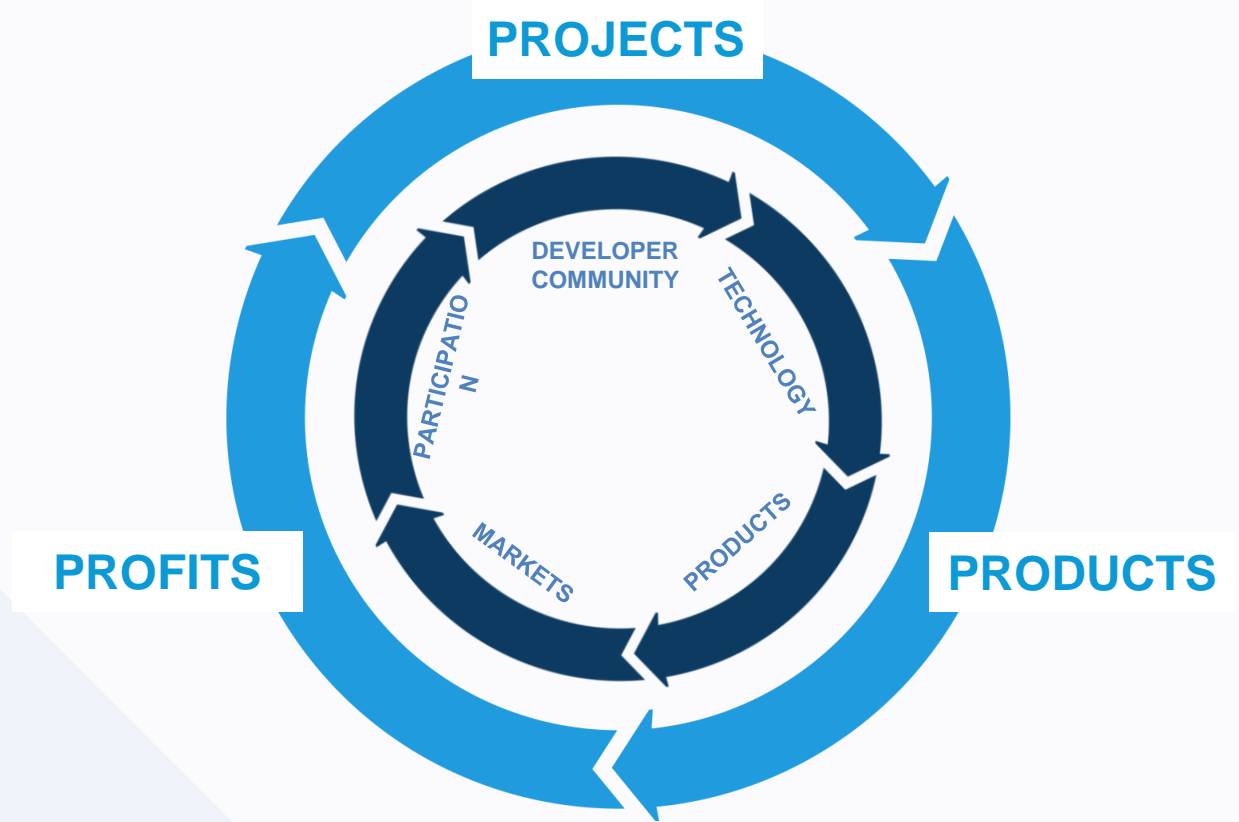 PROJECTS
DEVELOPER
COMMUNITY
TECHNOLOGY
PARTICIPATIO
N
PRODUCTS
MARKETS
PROFITS
PRODUCTS